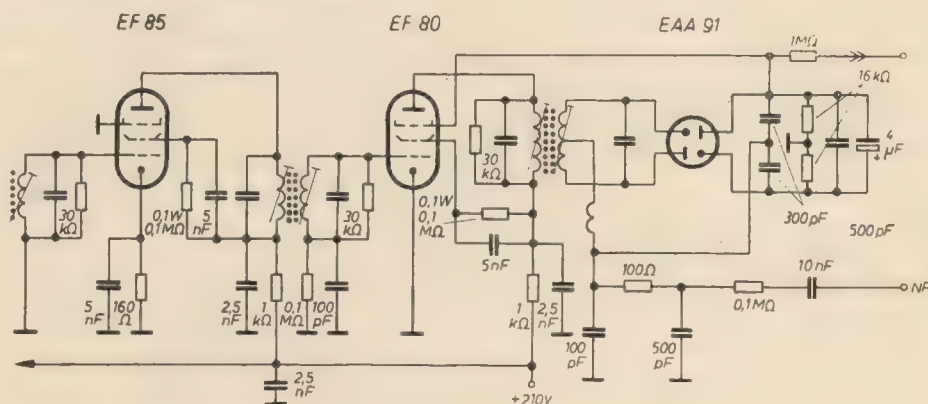 EF 85
EF 80
EAA 91
1MΩ
16 kΩ
30 kΩ
0,1W
0,1MΩ
5 nF
30 kΩ
30 kΩ
0,1W
0,1 MΩ
5nF
4 µF
+
300pF
500pF
5 nF
160 Ω
2,5 nF
1 kΩ
0,1 MΩ
100 pF
1 kΩ
2,5 nF
100Ω
0,1MΩ
10nF
NF
100 pF
500 pF
2,5 nF
+210V